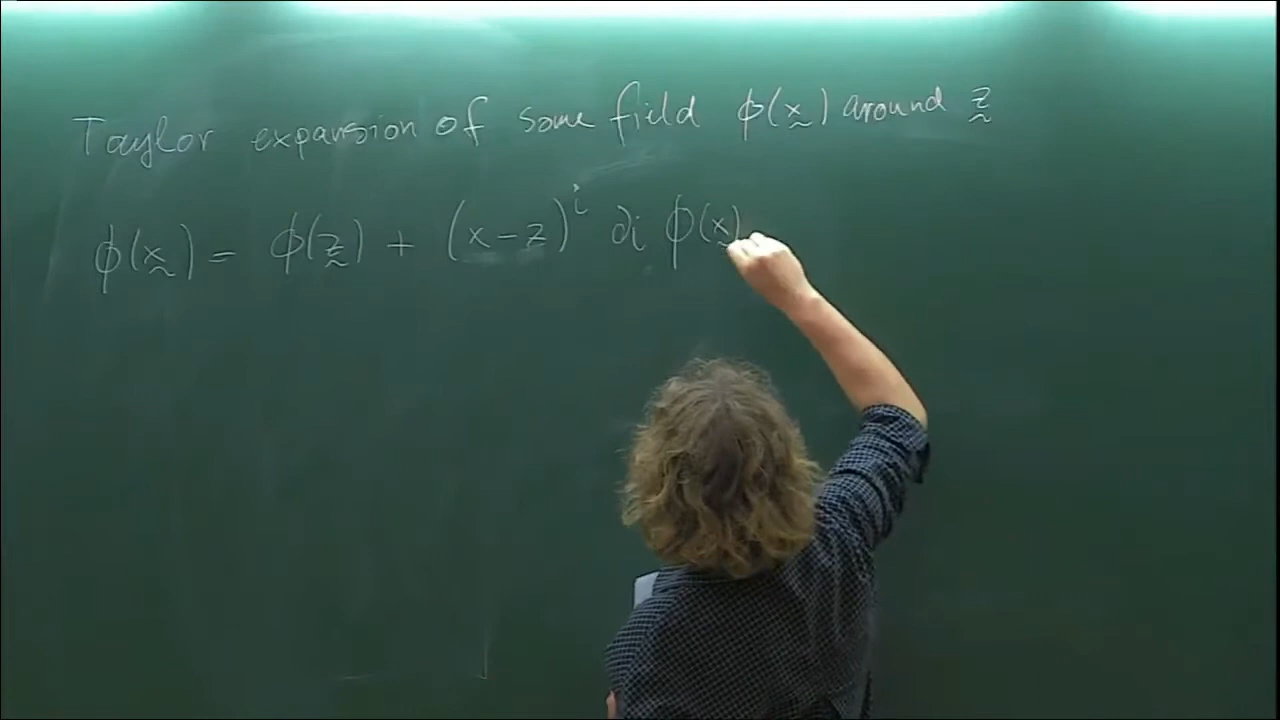 Taylor expansion of some field ϕ(x̰) around z̰
ϕ(x̰) = ϕ(z̰) + (x-z)ⁱ ∂ᵢ ϕ(x̰)